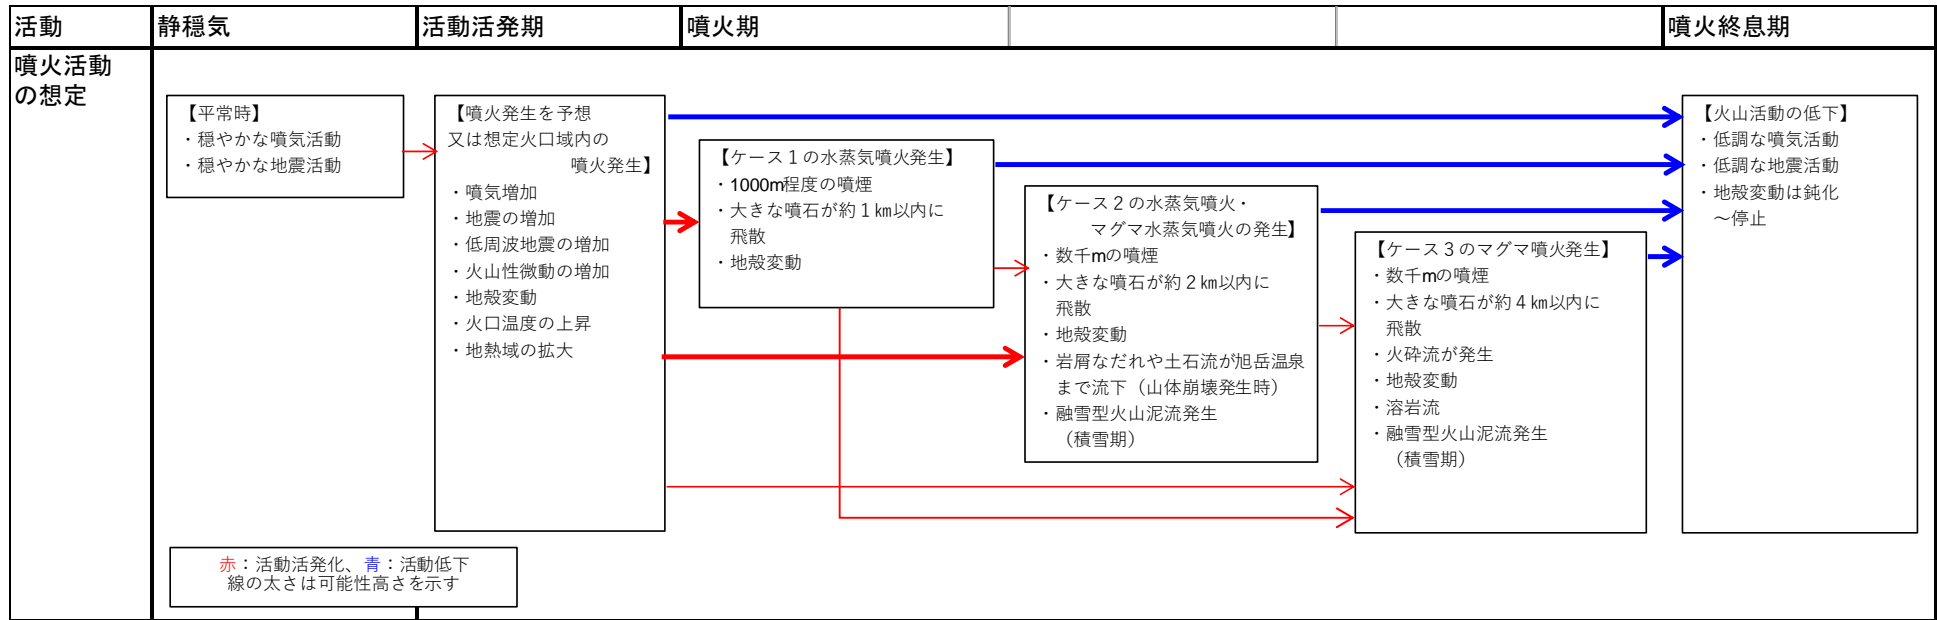 活動
静穏気
活動活発期
噴火期
噴火終息期
噴火活動
の想定
【平常時】
・穏やかな噴気活動
・穏やかな地震活動
【噴火発生を予想
又は想定火口域内の
噴火発生】
・噴気増加
・地震の増加
・低周波地震の増加
・火山性微動の増加
・地殻変動
・火口温度の上昇
・地熱域の拡大
【ケース１の水蒸気噴火発生】
・1000m程度の噴煙
・大きな噴石が約１㎞以内に
飛散
・地殻変動
【ケース２の水蒸気噴火・
マグマ水蒸気噴火の発生】
・数千mの噴煙
・大きな噴石が約２㎞以内に
飛散
・地殻変動
・岩屑なだれや土石流が旭岳温泉
まで流下（山体崩壊発生時）
・融雪型火山泥流発生
（積雪期）
【ケース３のマグマ噴火発生】
・数千mの噴煙
・大きな噴石が約４㎞以内に
飛散
・火砕流が発生
・地殻変動
・溶岩流
・融雪型火山泥流発生
（積雪期）
【火山活動の低下】
・低調な噴気活動
・低調な地震活動
・地殻変動は鈍化
～停止
赤：活動活発化、青：活動低下
線の太さは可能性高さを示す